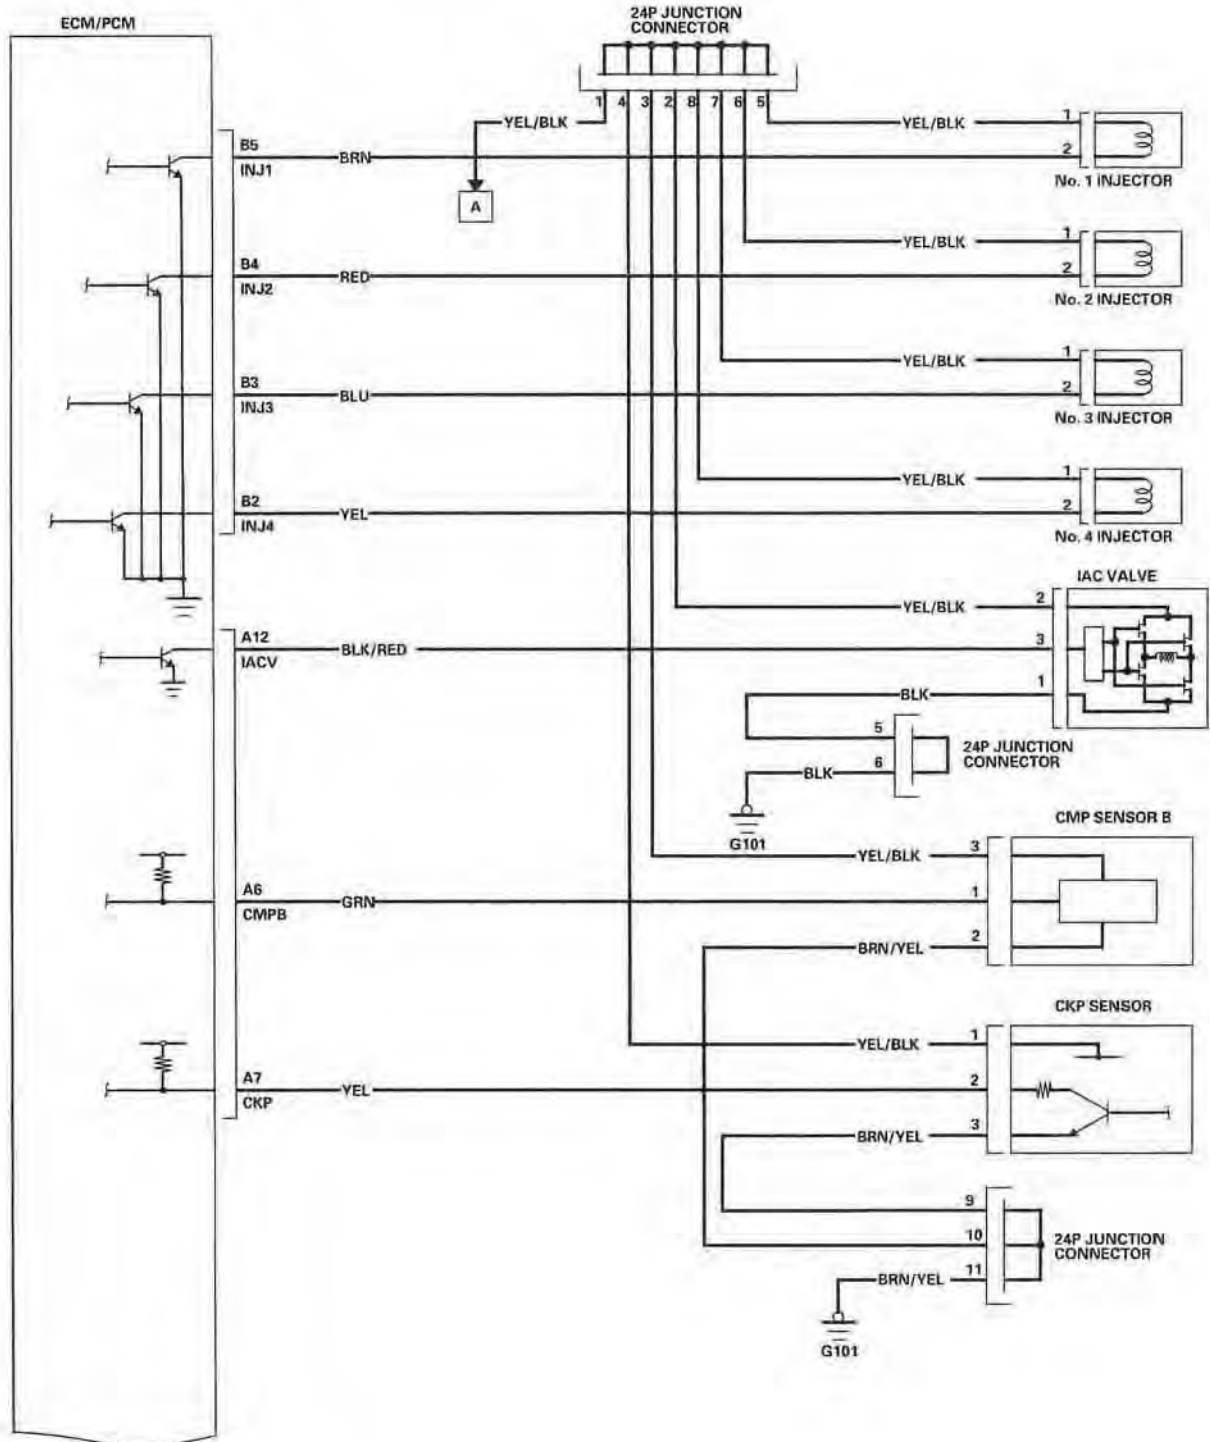 ECM/PCM
24P JUNCTION
CONNECTOR
1 4 3 2 8 7 6 5
YEL/BLK
A
B5
INJ1
BRN
YEL/BLK
1
2
No. 1 INJECTOR
B4
INJ2
RED
YEL/BLK
1
2
No. 2 INJECTOR
B3
INJ3
BLU
YEL/BLK
1
2
No. 3 INJECTOR
B2
INJ4
YEL
YEL/BLK
1
2
No. 4 INJECTOR
IAC VALVE
YEL/BLK
2
A12
IACV
BLK/RED
3
BLK
1
5
6
24P JUNCTION
CONNECTOR
BLK
G101
CMP SENSOR B
YEL/BLK
3
A6
CMPB
GRN
1
BRN/YEL
2
CKP SENSOR
YEL/BLK
1
A7
CKP
YEL
2
BRN/YEL
3
9
10
11
24P JUNCTION
CONNECTOR
BRN/YEL
G101